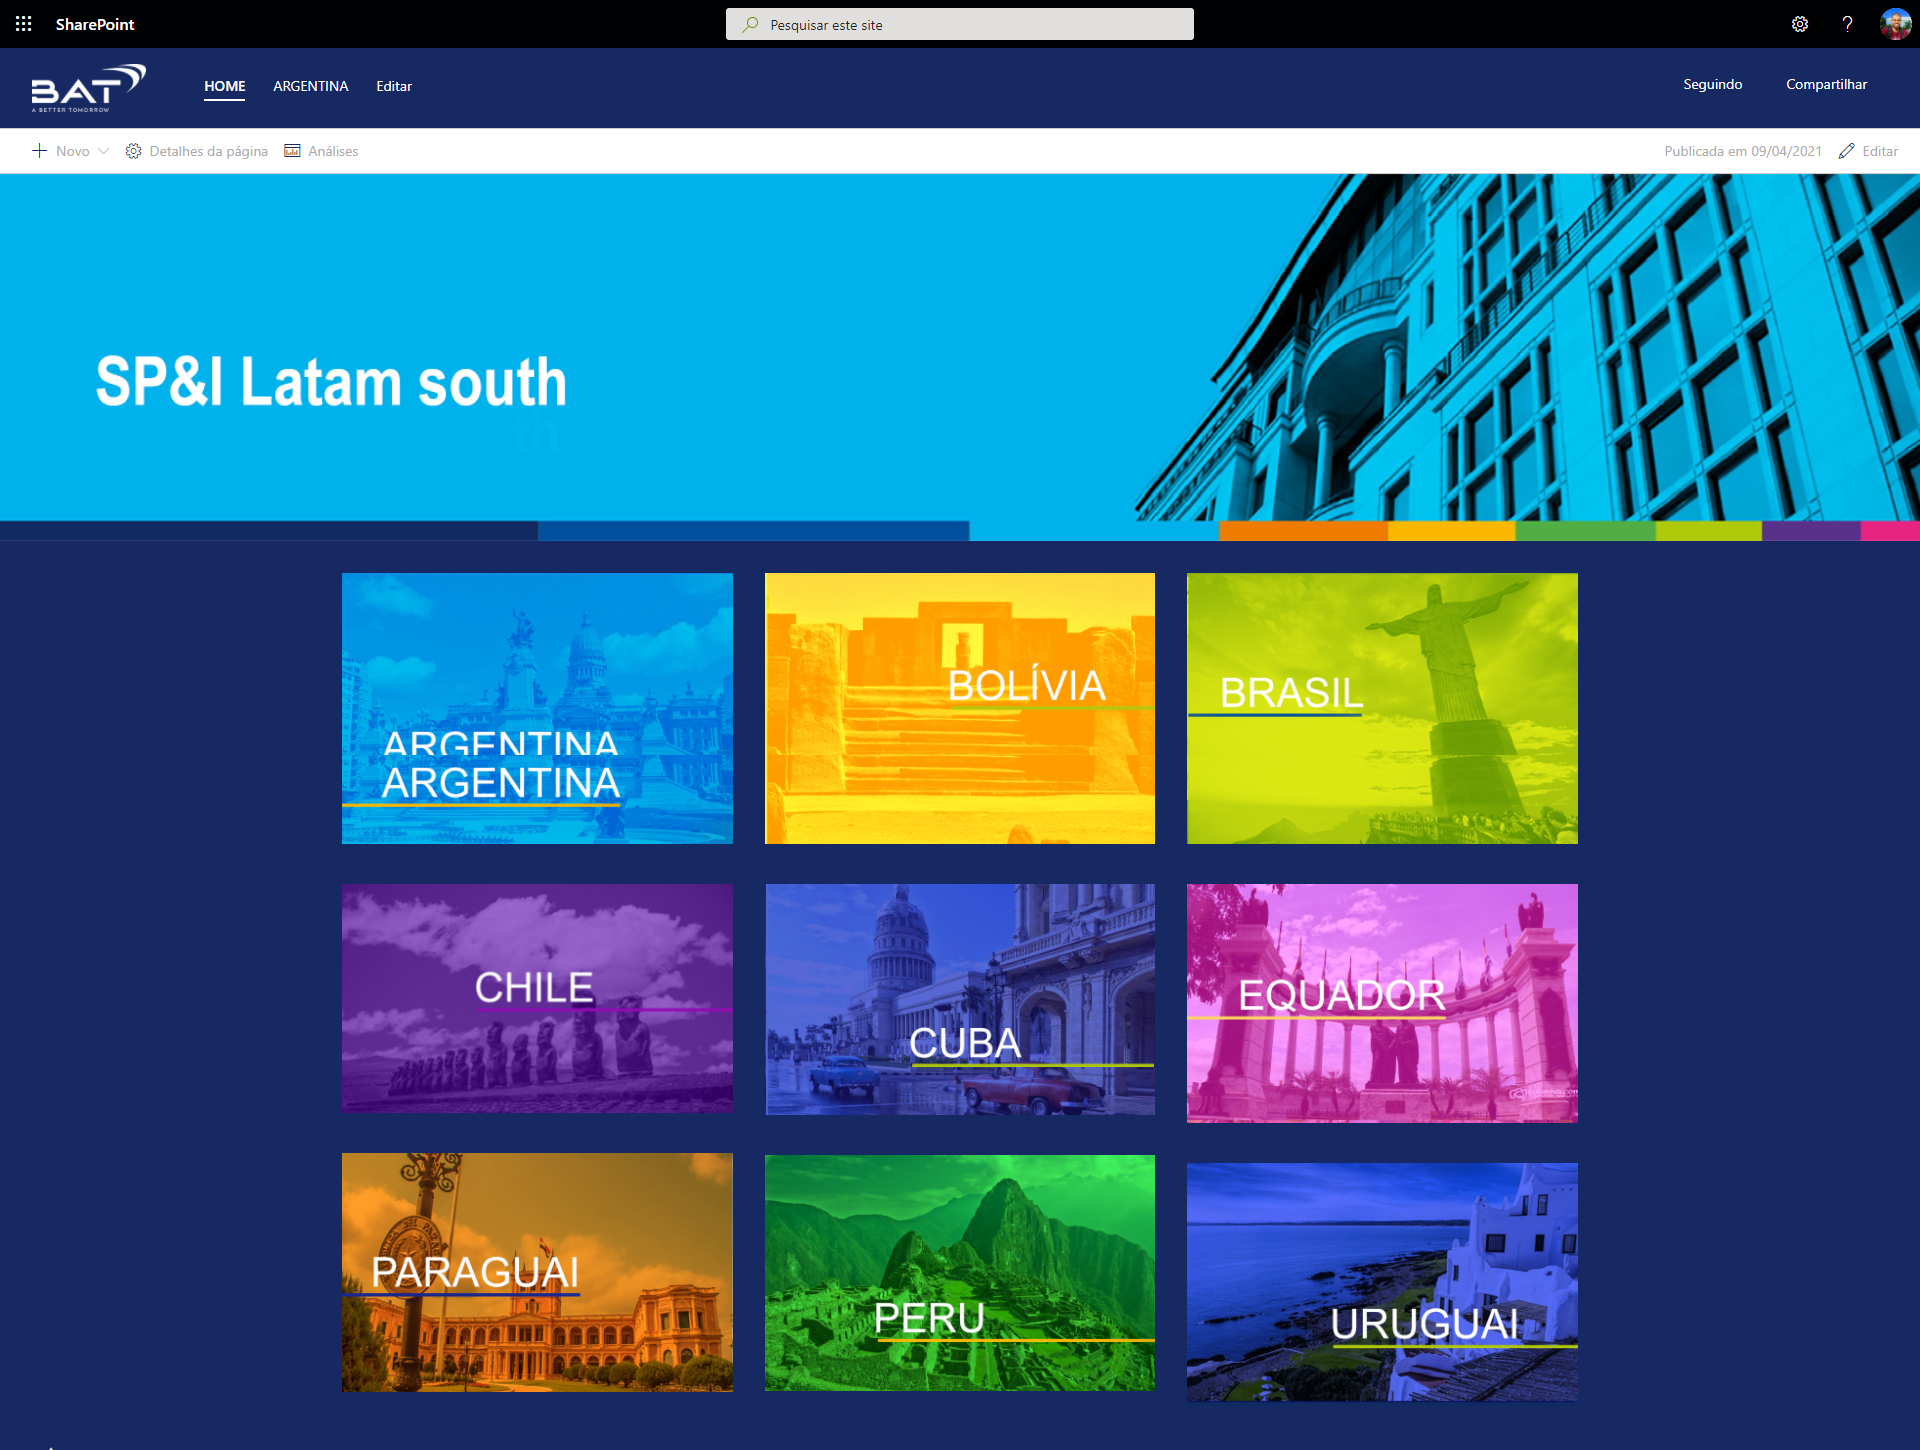 SharePoint
Pesquisar este site
?
BAT
A BETTER TOMORROW
HOME
ARGENTINA
Editar
Seguindo
Compartilhar
Novo
Detalhes da página
Análises
Publicada em 09/04/2021
Editar
SP&I Latam south
uth
ARGENTINA
ARGENTINA
BOLÍVIA
BRASIL
CHILE
CUBA
EQUADOR
PARAGUAI
PERU
URUGUAI